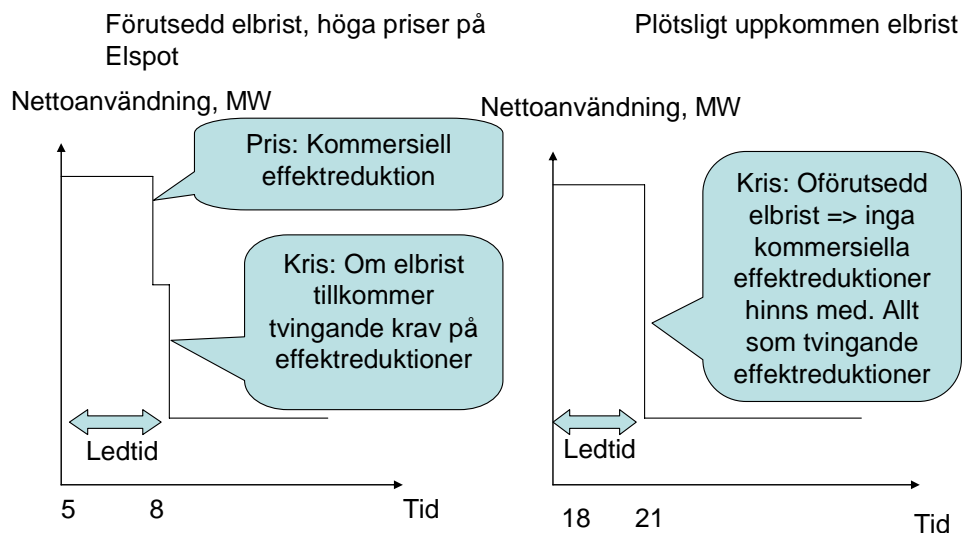 Förutsedd elbrist, höga priser på
Elspot
Nettoanvändning, MW
Pris: Kommersiell
effektreduktion
Kris: Om elbrist
tillkommer
tvingande krav på
effektreduktioner
Ledtid
5
8
Tid
Plötsligt uppkommen elbrist
Nettoanvändning, MW
Kris: Oförutsedd
elbrist => inga
kommersiella
effektreduktioner
hinns med. Allt
som tvingande
effektreduktioner
Ledtid
18
21
Tid